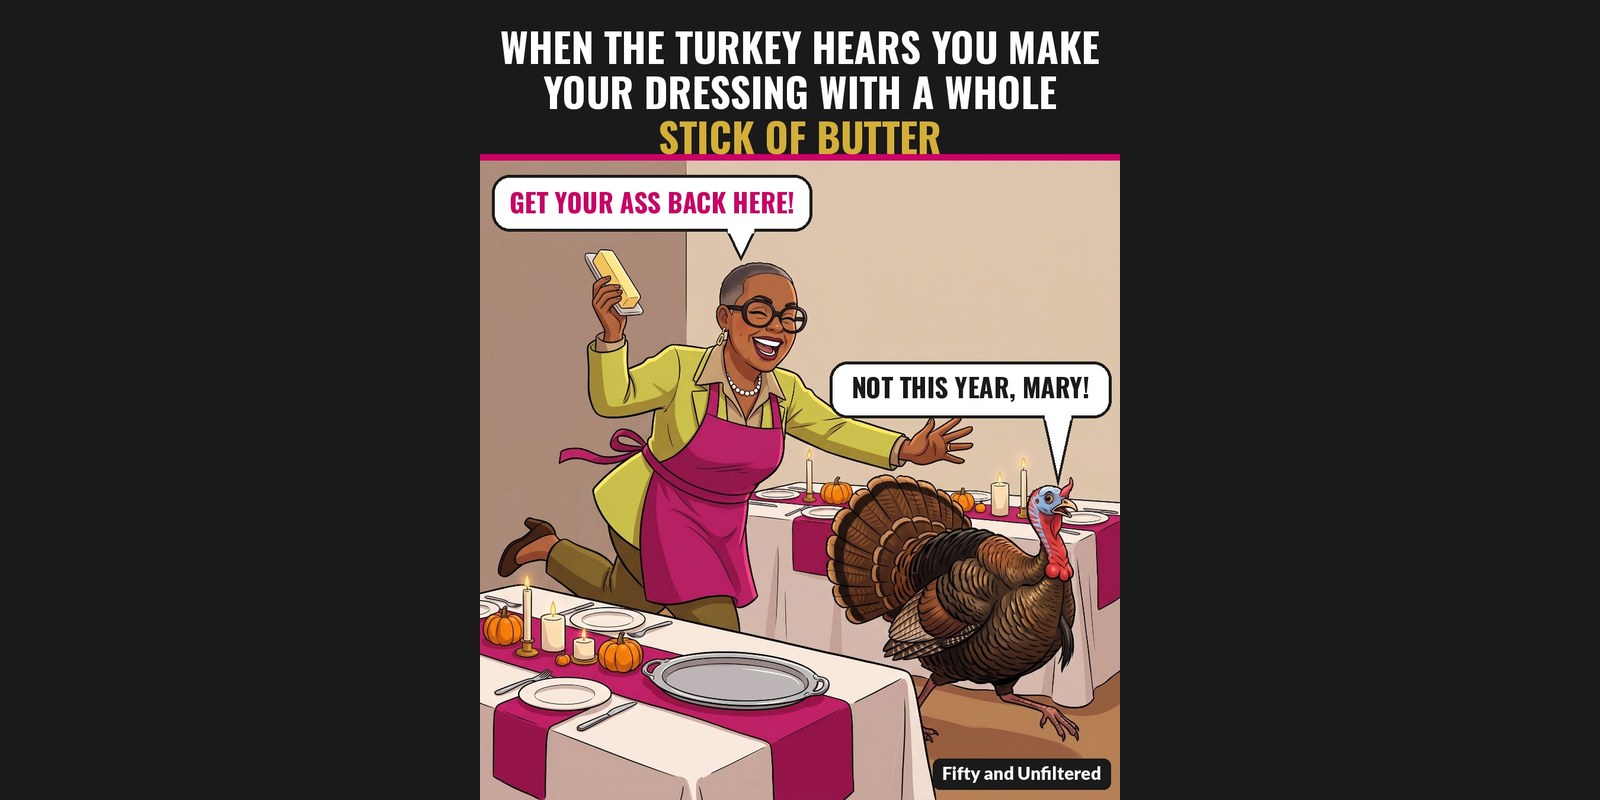 WHEN THE TURKEY HEARS YOU MAKE
YOUR DRESSING WITH A WHOLE
STICK OF BUTTER
GET YOUR ASS BACK HERE!
NOT THIS YEAR, MARY!
Fifty and Unfiltered